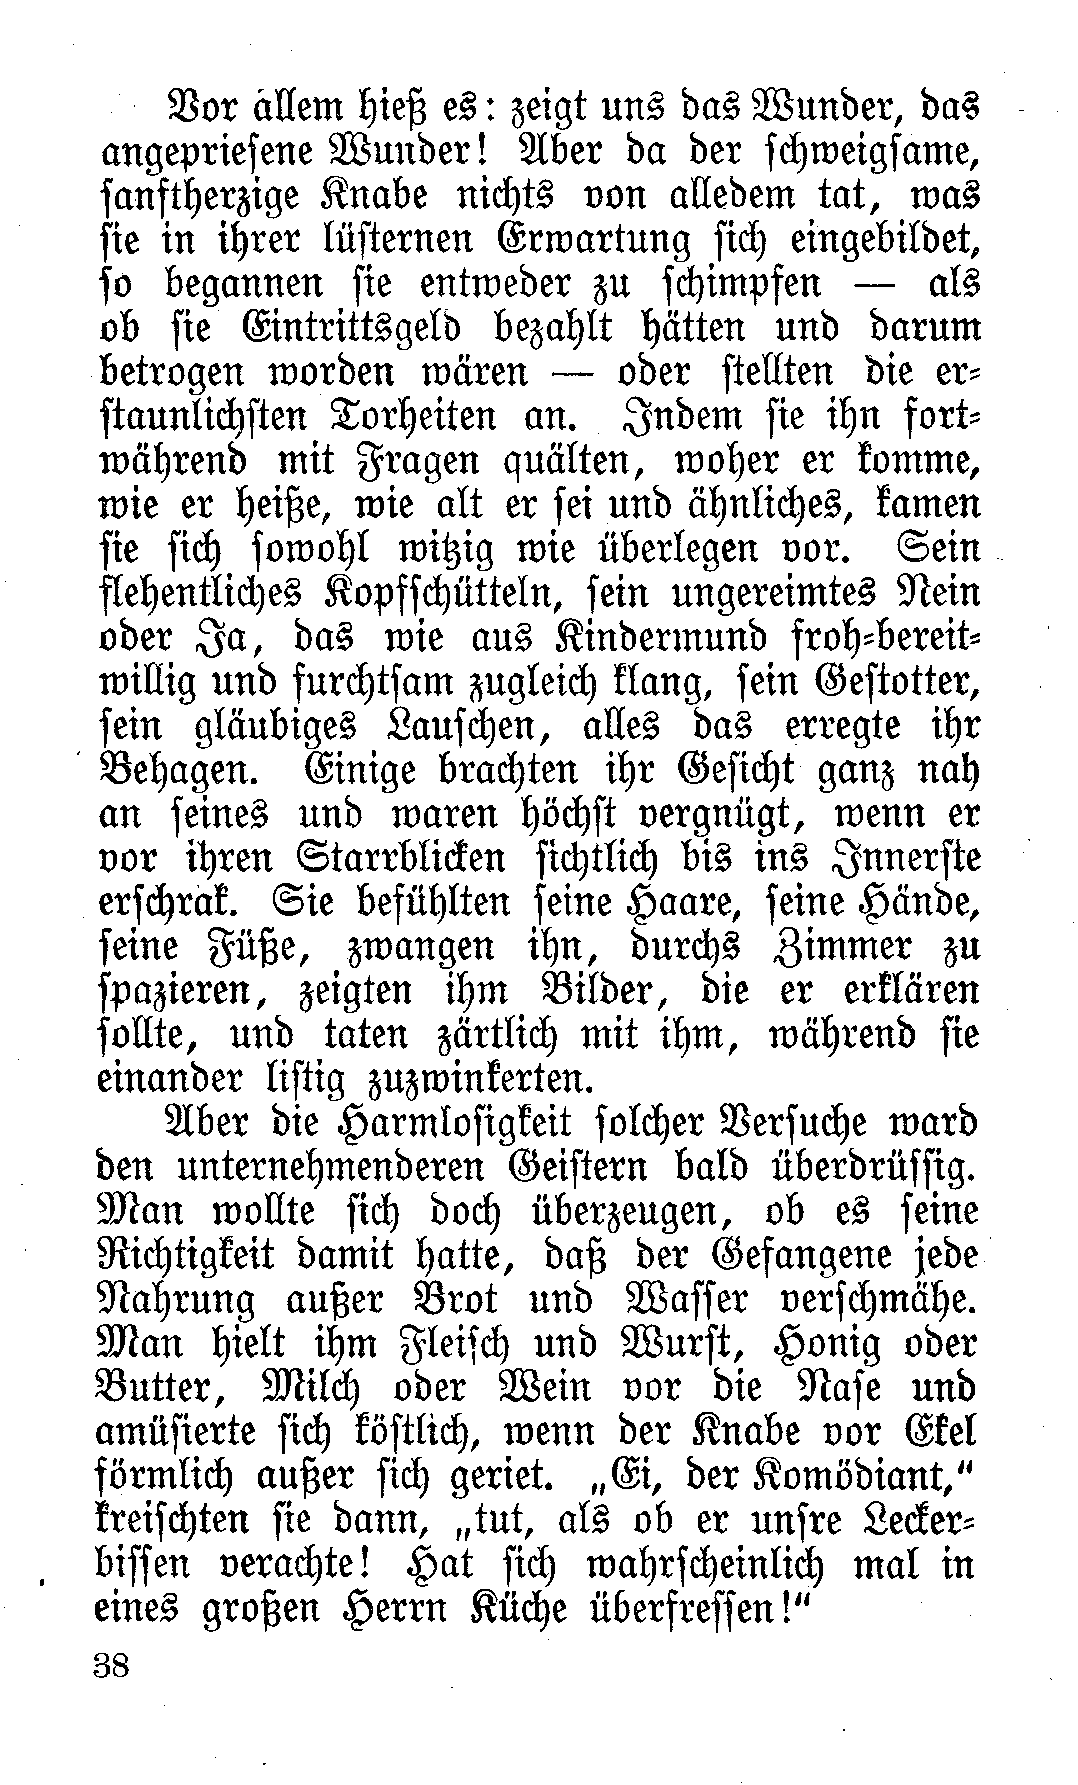 Vor allem hieß es: zeigt uns das Wunder, das
angepriesene Wunder! Aber da der schweigsame,
sanftherzige Knabe nichts von alledem tat, was
sie in ihrer lüsternen Erwartung sich eingebildet,
so begannen sie entweder zu schimpfen — als
ob sie Eintrittsgeld bezahlt hätten und darum
betrogen worden wären — oder stellten die er-
staunlichsten Torheiten an. Indem sie ihn fort-
während mit Fragen quälten, woher er komme,
wie er heiße, wie alt er sei und ähnliches, kamen
sie sich sowohl witzig wie überlegen vor. Sein
flehentliches Kopfschütteln, sein ungereimtes Nein
oder Ja, das wie aus Kindermund froh-bereit-
willig und furchtsam zugleich klang, sein Gestotter,
sein gläubiges Lauschen, alles das erregte ihr
Behagen. Einige brachten ihr Gesicht ganz nah
an seines und waren höchst vergnügt, wenn er
vor ihren Starrblicken sichtlich bis ins Innerste
erschrak. Sie befühlten seine Haare, seine Hände,
seine Füße, zwangen ihn, durchs Zimmer zu
spazieren, zeigten ihm Bilder, die er erklären
sollte, und taten zärtlich mit ihm, während sie
einander listig zuzwinkerten.
Aber die Harmlosigkeit solcher Versuche ward
den unternehmenderen Geistern bald überdrüssig.
Man wollte sich doch überzeugen, ob es seine
Richtigkeit damit hatte, daß der Gefangene jede
Nahrung außer Brot und Wasser verschmähe.
Man hielt ihm Fleisch und Wurst, Honig oder
Butter, Milch oder Wein vor die Nase und
amüsierte sich köstlich, wenn der Knabe vor Ekel
förmlich außer sich geriet. „Ei, der Komödiant,“
kreischten sie dann, „tut, als ob er unsre Lecker-
bissen verachte! Hat sich wahrscheinlich mal in
eines großen Herrn Küche überfressen!“
38